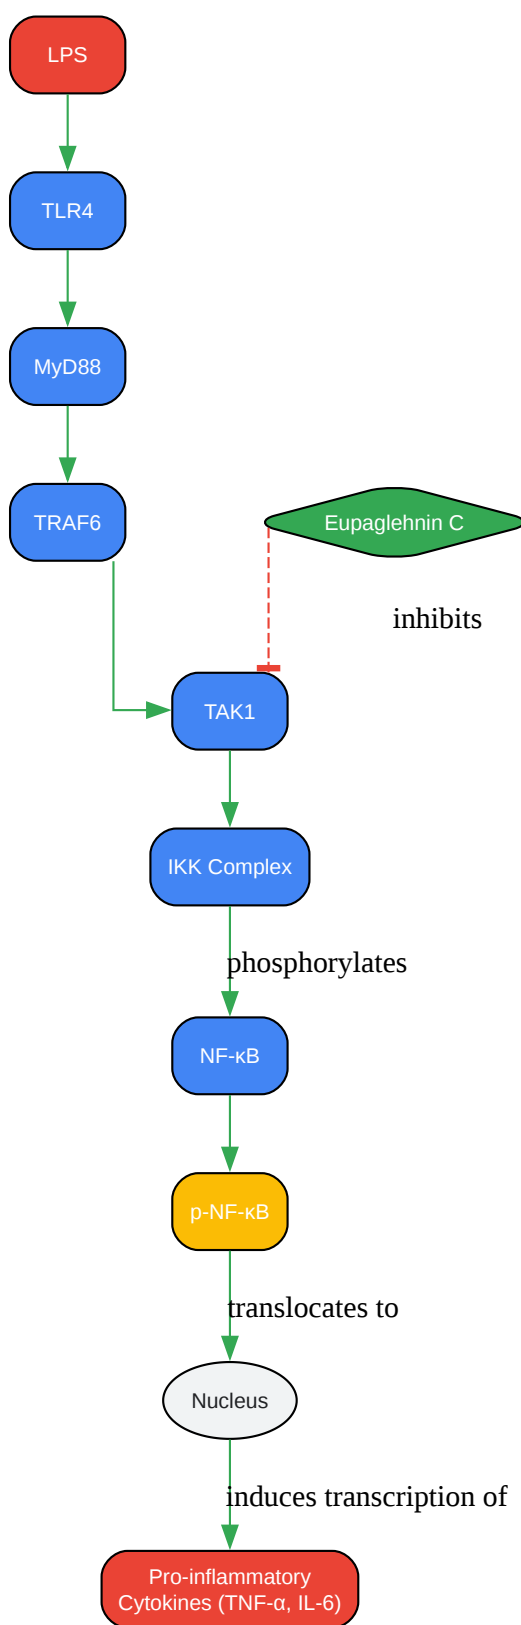 LPS
TLR4
MyD88
TRAF6
Eupaglehnin C
inhibits
TAK1
IKK Complex
phosphorylates
NF-κB
p-NF-κB
translocates to
Nucleus
induces transcription of
Pro-inflammatory
Cytokines (TNF-α, IL-6)